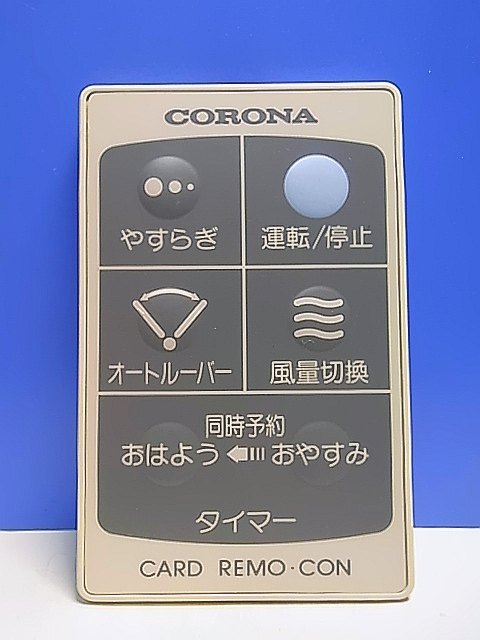 CORONA
やすらぎ
運転/停止
オートルーバー
風量切換
同時予約
おはよう おやすみ
タイマー
CARD REMO·CON